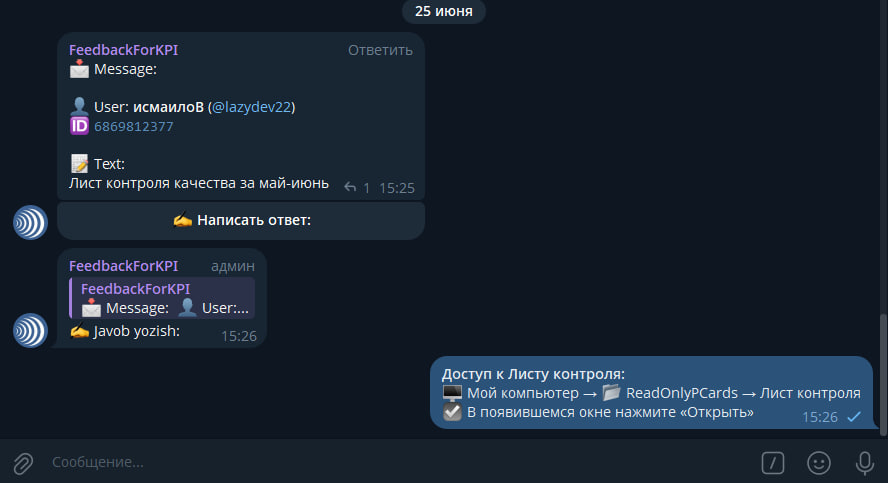 25 июня
FeedbackForKPI Ответить
📩 Message:
👤 User: исмаилоВ (@lazydev22)
🆔 6869812377
📝 Text:
Лист контроля качества за май-июнь 1 15:25
✍️ Написать ответ:
FeedbackForKPI админ
FeedbackForKPI
📩 Message: 👤 User:...
✍️ Javob yozish: 15:26
Доступ к Листу контроля:
🖥️ Мой компьютер → 📂 ReadOnlyPCards → Лист контроля
☑️ В появившемся окне нажмите «Открыть» 15:26
Сообщение...